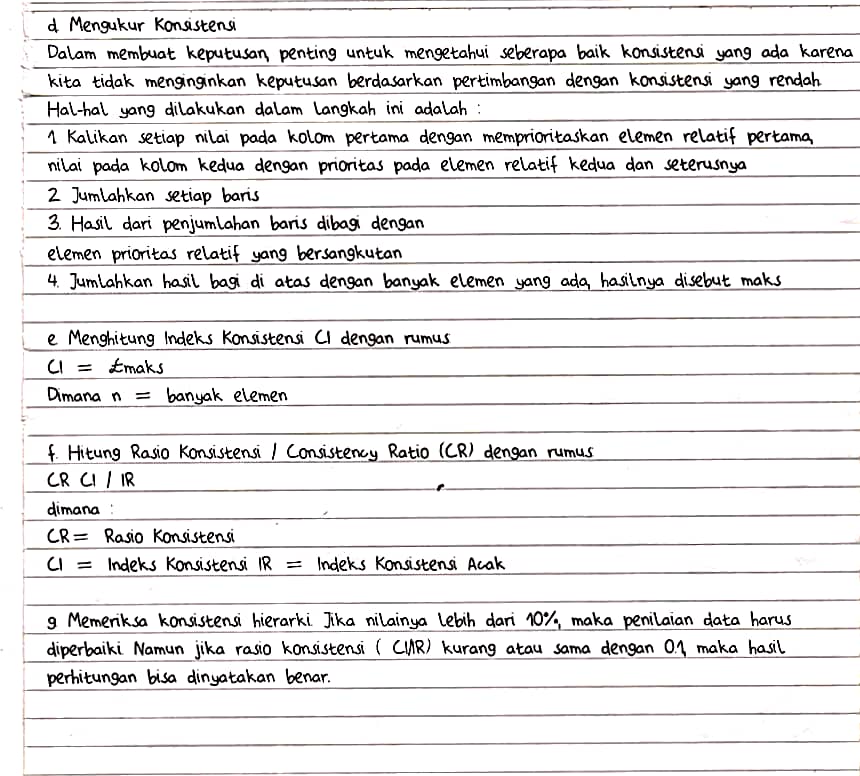 d Mengukur Konsistensi
Dalam membuat keputusan, penting untuk mengetahui seberapa baik konsistensi yang ada karena
kita tidak menginginkan keputusan berdasarkan pertimbangan dengan konsistensi yang rendah
Hal-hal yang dilakukan dalam langkah ini adalah :
1 Kalikan setiap nilai pada kolom pertama dengan memprioritaskan elemen relatif pertama,
nilai pada kolom kedua dengan prioritas pada elemen relatif kedua dan seterusnya
2 Jumlahkan setiap baris
3. Hasil dari penjumlahan baris dibagi dengan
elemen prioritas relatif yang bersangkutan
4. Jumlahkan hasil bagi di atas dengan banyak elemen yang ada, hasilnya disebut maks
e Menghitung Indeks Konsistensi CI dengan rumus
CI = £maks
Dimana n = banyak elemen
f. Hitung Rasio Konsistensi / Consistency Ratio (CR) dengan rumus
CR CI / IR
dimana :
CR = Rasio Konsistensi
CI = Indeks Konsistensi IR = Indeks Konsistensi Acak
g Memeriksa konsistensi hierarki. Jika nilainya lebih dari 10%, maka penilaian data harus
diperbaiki. Namun jika rasio konsistensi ( CI/IR) kurang atau sama dengan 0.1, maka hasil
perhitungan bisa dinyatakan benar.